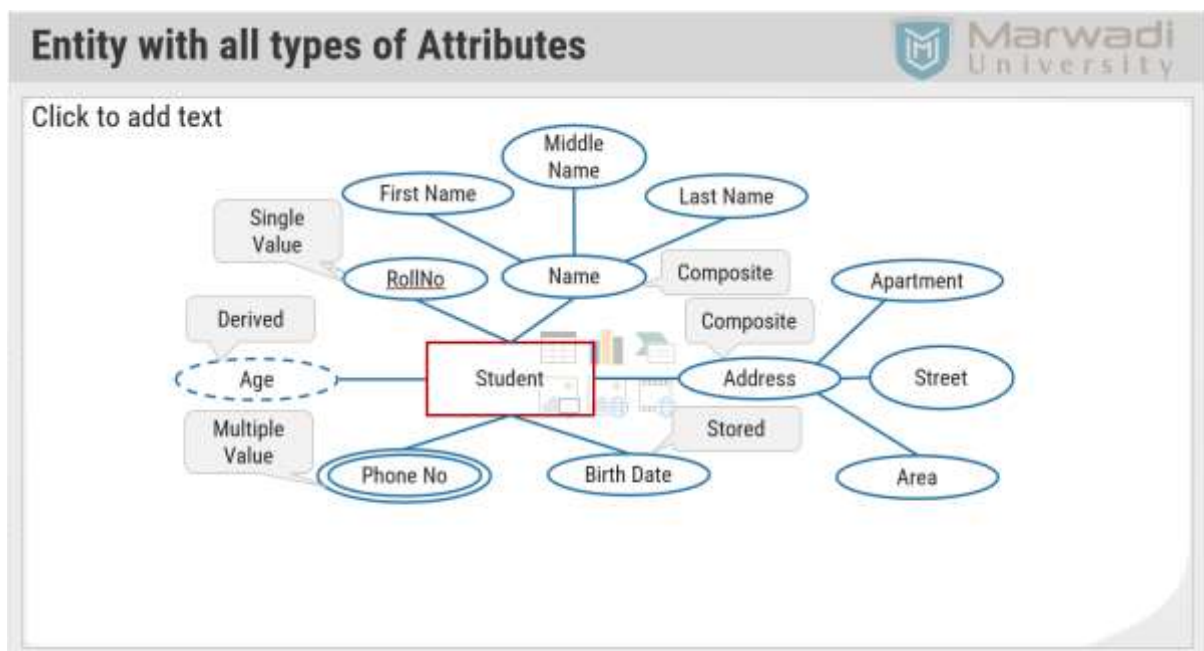 Entity with all types of Attributes
Marwadi
University
Click to add text
Middle
Name
First Name
Last Name
Single
Value
RollNo
Name
Composite
Apartment
Derived
Composite
Age
Student
Address
Street
Multiple
Value
Stored
Phone No
Birth Date
Area